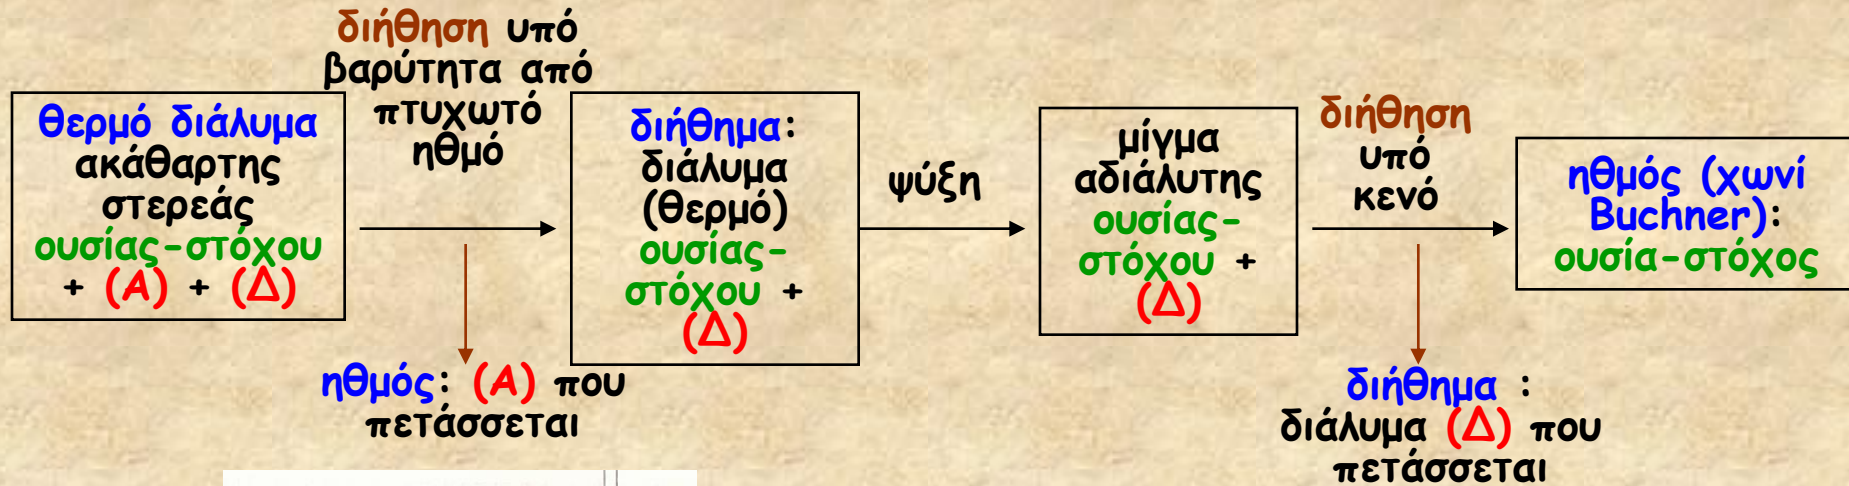 διήθηση υπό
βαρύτητα από
πτυχωτό
ηθμό
θερμό διάλυμα
ακάθαρτης
στερεάς
ουσίας-στόχου
+ (Α) + (Δ)
ηθμός: (Α) που
πετάσσεται
διήθημα:
διάλυμα
(θερμό)
ουσίας-
στόχου +
(Δ)
ψύξη
μίγμα
αδιάλυτης
ουσίας-
στόχου +
(Δ)
διήθηση
υπό
κενό
διήθημα :
διάλυμα (Δ) που
πετάσσεται
ηθμός (χωνί
Buchner):
ουσία-στόχος